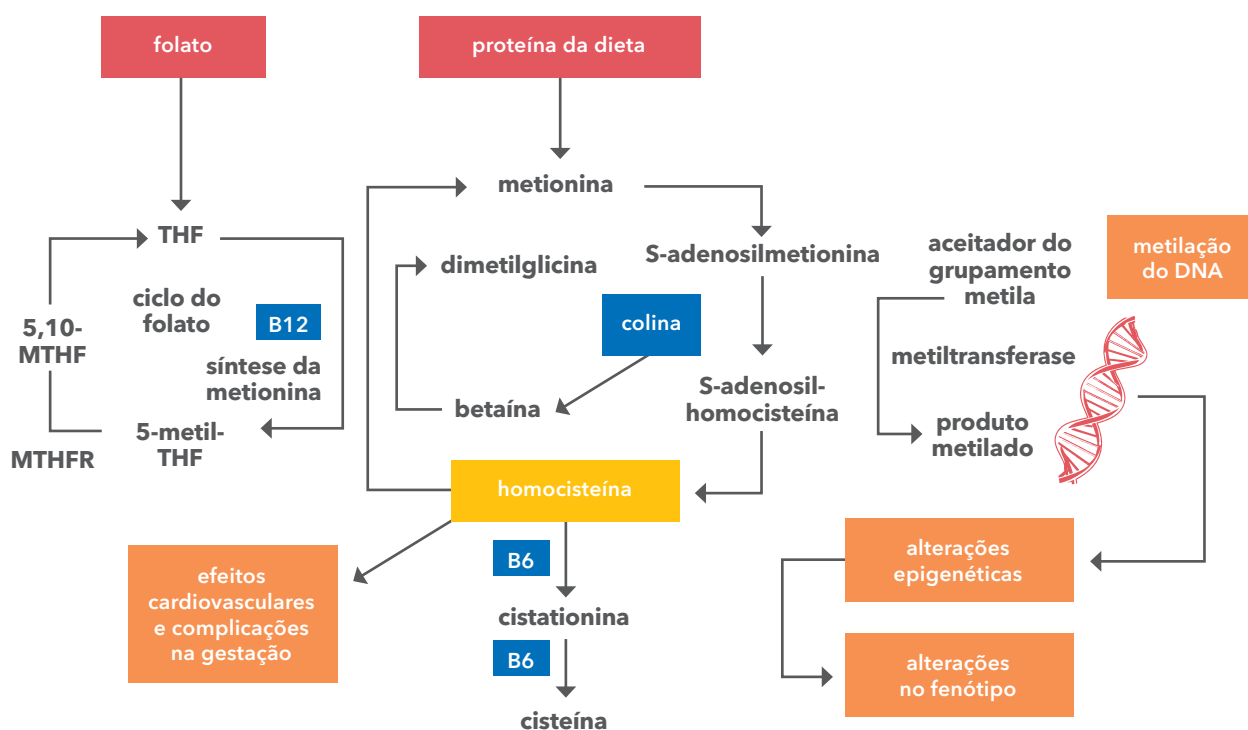 folato
proteína da dieta
metionina
THF
dimetilglicina
S-adenosilmetionina
aceitador do
grupamento
metila
metilação
do DNA
ciclo do
folato
B12
colina
5,10-
MTHF
síntese da
metionina
metiltransferase
S-adenosil-
homocisteína
betaína
5-metil-
THF
MTHFR
produto
metilado
homocisteína
efeitos
cardiovasculares
e complicações
na gestação
B6
cistationina
B6
cisteína
alterações
epigenéticas
alterações
no fenótipo